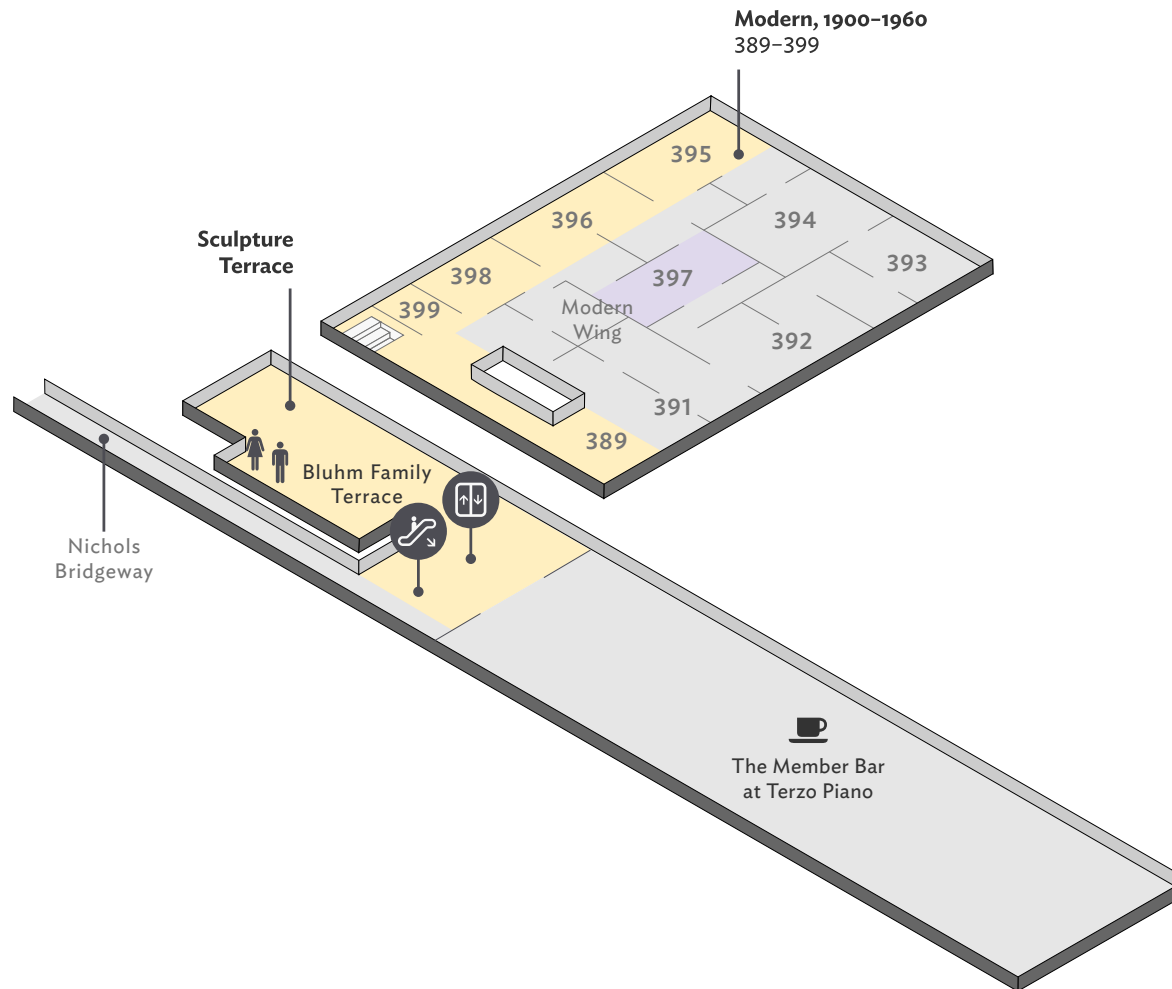 Modern, 1900–1960
389–399
395
394
396
393
Sculpture
Terrace
397
398
399
Modern
Wing
392
391
389
Bluhm Family
Terrace
Nichols
Bridgeway
The Member Bar
at Terzo Piano